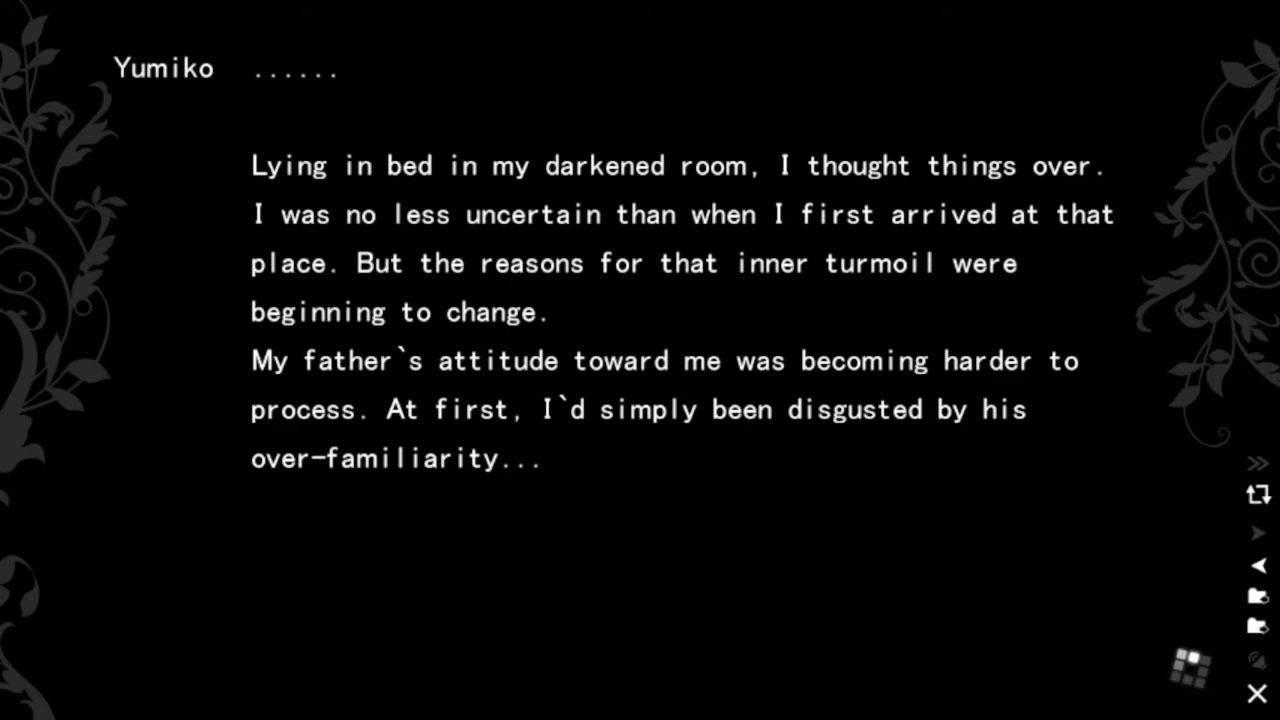 Yumiko ......
Lying in bed in my darkened room, I thought things over.
I was no less uncertain than when I first arrived at that
place. But the reasons for that inner turmoil were
beginning to change.
My father`s attitude toward me was becoming harder to
process. At first, I`d simply been disgusted by his
over-familiarity...